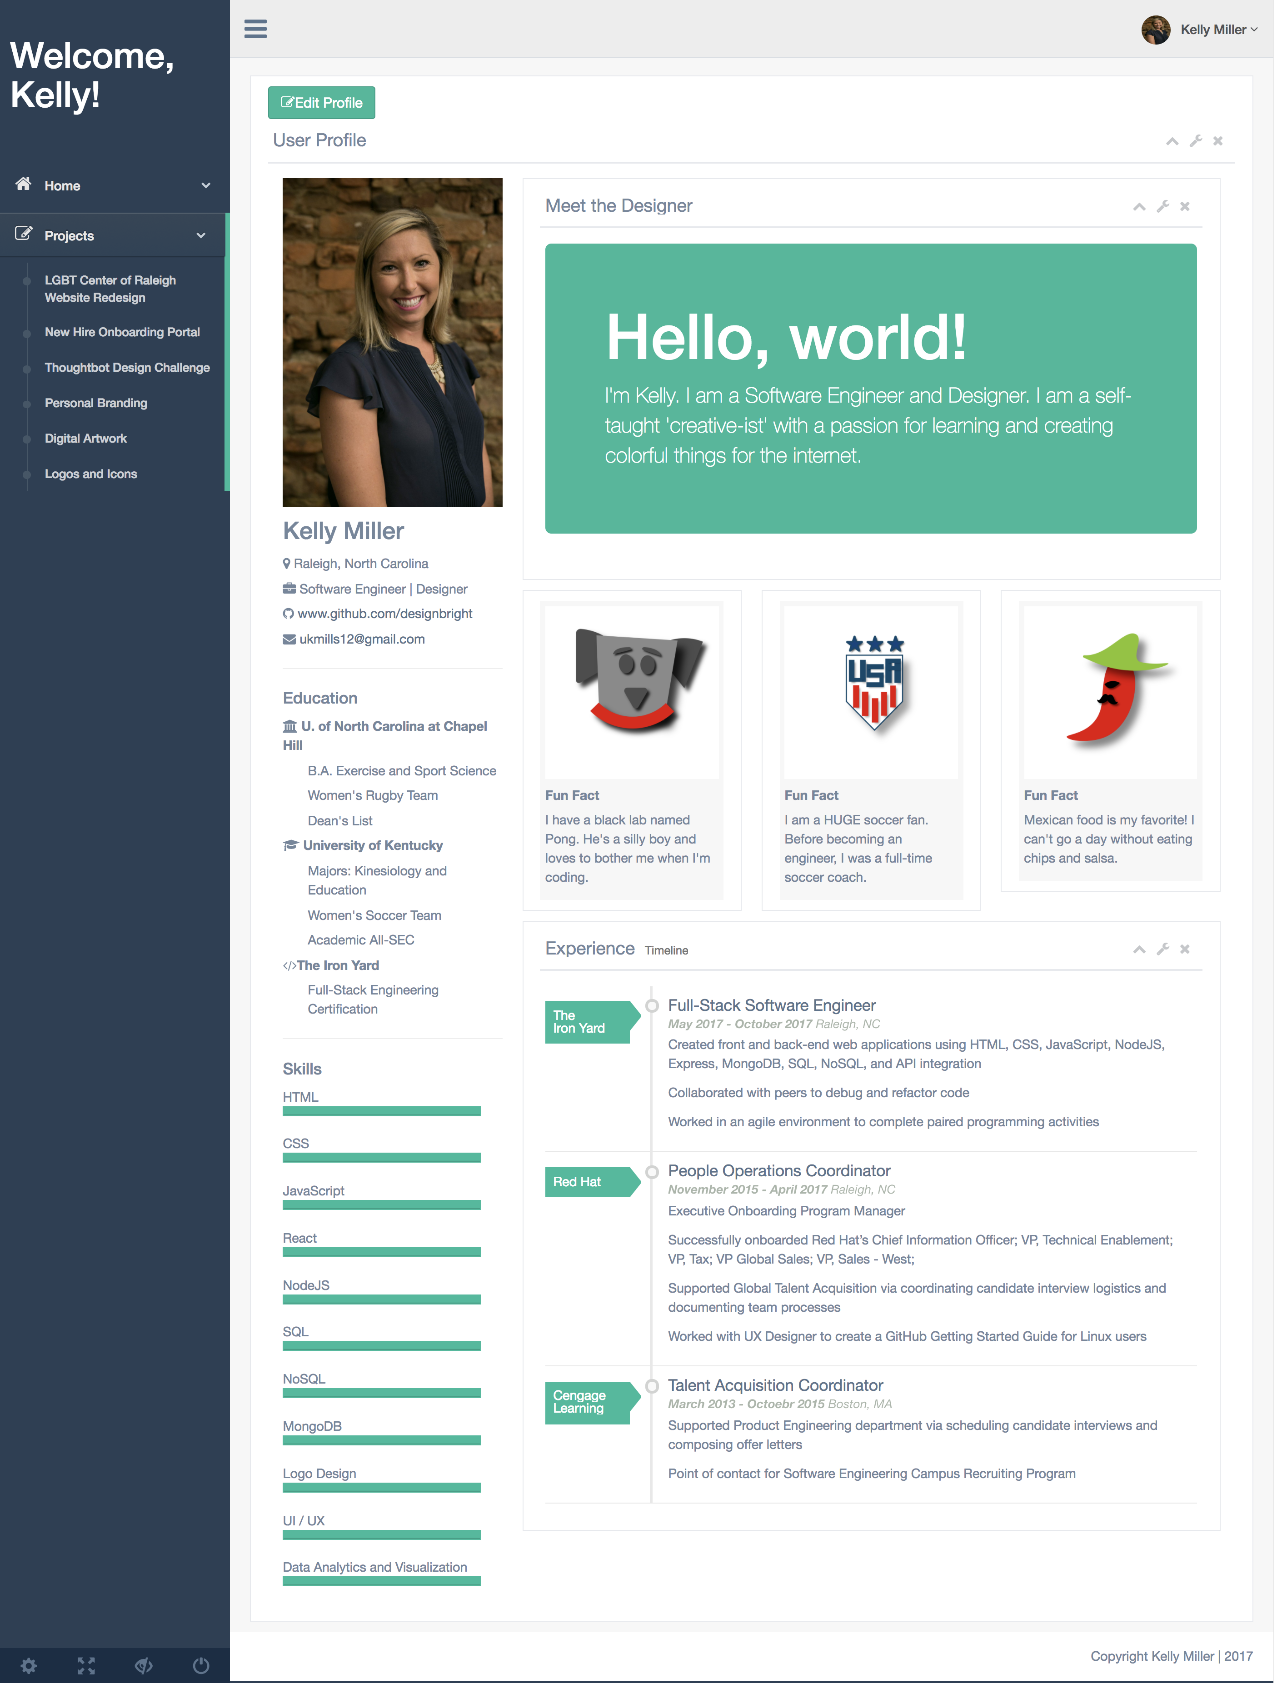 Welcome,
Kelly!
Home
Projects
LGBT Center of Raleigh
Website Redesign
New Hire Onboarding Portal
Thoughtbot Design Challenge
Personal Branding
Digital Artwork
Logos and Icons
Kelly Miller
Edit Profile
User Profile
Kelly Miller
Raleigh, North Carolina
Software Engineer | Designer
www.github.com/designbright
ukmills12@gmail.com
Education
U. of North Carolina at Chapel
Hill
B.A. Exercise and Sport Science
Women's Rugby Team
Dean's List
University of Kentucky
Majors: Kinesiology and
Education
Women's Soccer Team
Academic All-SEC
The Iron Yard
Full-Stack Engineering
Certification
Skills
HTML
CSS
JavaScript
React
NodeJS
SQL
NoSQL
MongoDB
Logo Design
UI / UX
Data Analytics and Visualization
Meet the Designer
Hello, world!
I'm Kelly. I am a Software Engineer and Designer. I am a self-
taught 'creative-ist' with a passion for learning and creating
colorful things for the internet.
Fun Fact
I have a black lab named
Pong. He's a silly boy and
loves to bother me when I'm
coding.
USA
Fun Fact
I am a HUGE soccer fan.
Before becoming an
engineer, I was a full-time
soccer coach.
Fun Fact
Mexican food is my favorite! I
can't go a day without eating
chips and salsa.
Experience Timeline
The
Iron Yard
Full-Stack Software Engineer
May 2017 - October 2017 Raleigh, NC
Created front and back-end web applications using HTML, CSS, JavaScript, NodeJS,
Express, MongoDB, SQL, NoSQL, and API integration
Collaborated with peers to debug and refactor code
Worked in an agile environment to complete paired programming activities
Red Hat
People Operations Coordinator
November 2015 - April 2017 Raleigh, NC
Executive Onboarding Program Manager
Successfully onboarded Red Hat's Chief Information Officer; VP, Technical Enablement;
VP, Tax; VP Global Sales; VP, Sales - West;
Supported Global Talent Acquisition via coordinating candidate interview logistics and
documenting team processes
Worked with UX Designer to create a GitHub Getting Started Guide for Linux users
Cengage
Learning
Talent Acquisition Coordinator
March 2013 - Octoebr 2015 Boston, MA
Supported Product Engineering department via scheduling candidate interviews and
composing offer letters
Point of contact for Software Engineering Campus Recruiting Program
Copyright Kelly Miller | 2017